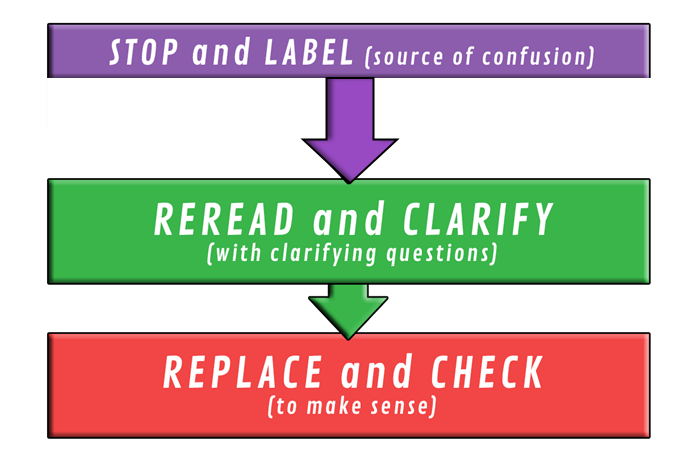 STOP and LABEL (source of confusion)
REREAD and CLARIFY
(with clarifying questions)
REPLACE and CHECK
(to make sense)